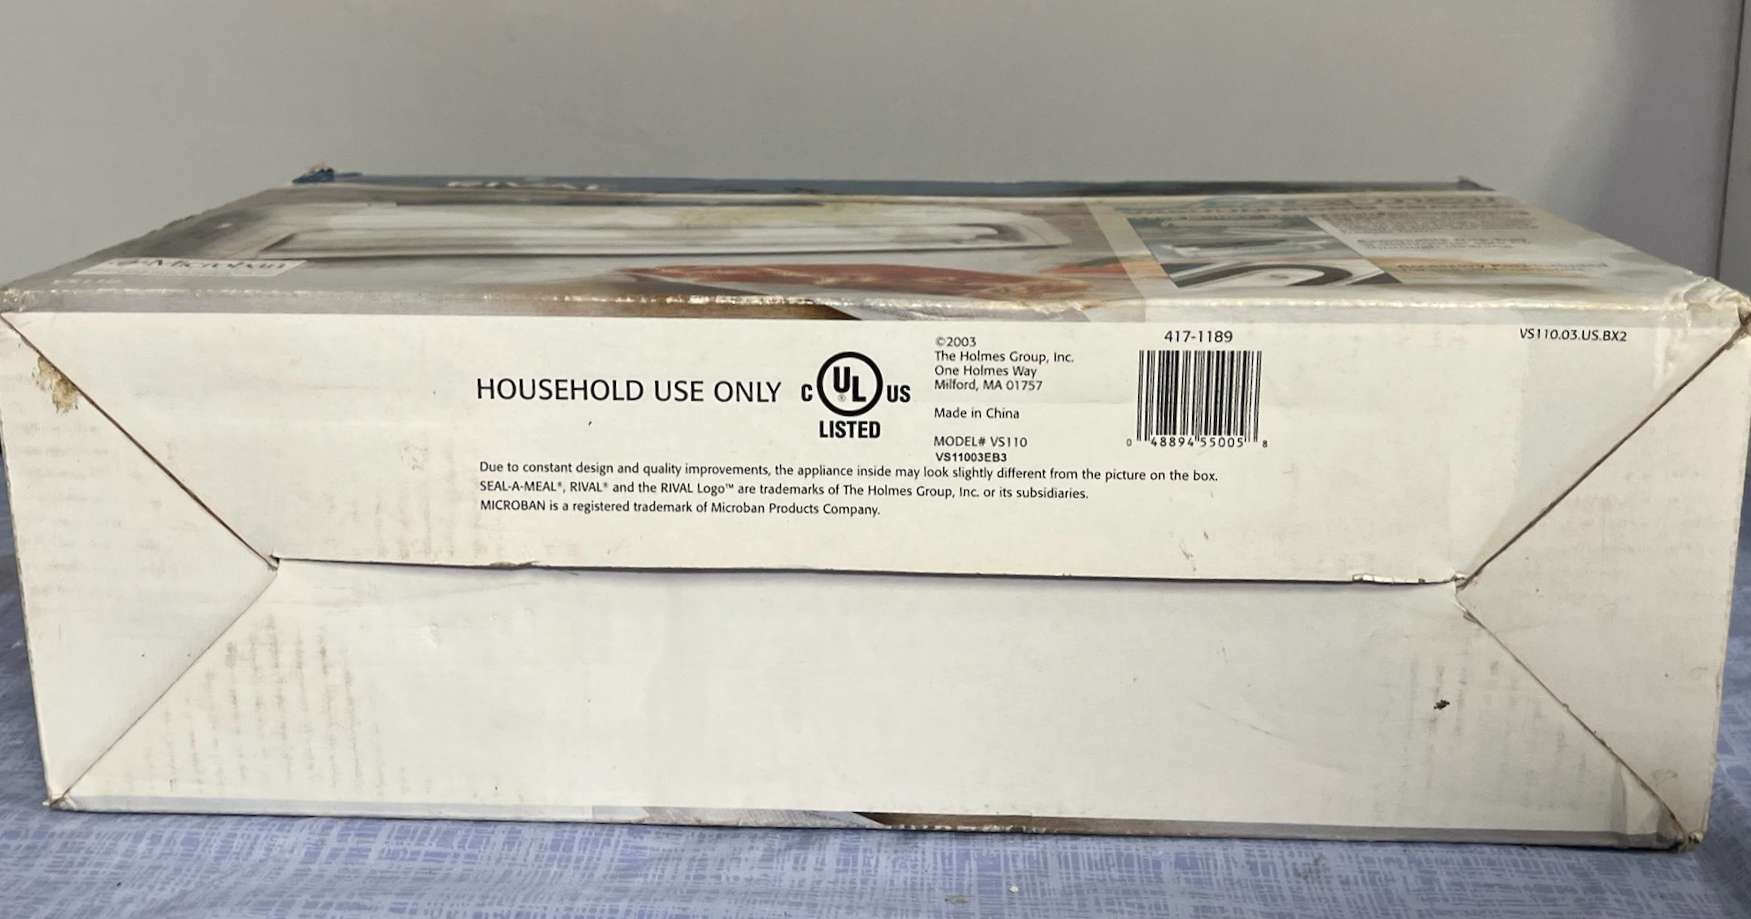 RIVAL
Microban
VS110
HOUSEHOLD USE ONLY
C UL® US
LISTED
©2003
The Holmes Group, Inc.
One Holmes Way
Milford, MA 01757
Made in China
MODEL# VS110
VS11003EB3
417-1189
0 48894 55005 8
VS110.03.US.BX2
Due to constant design and quality improvements, the appliance inside may look slightly different from the picture on the box.
SEAL-A-MEAL®, RIVAL® and the RIVAL Logo™ are trademarks of The Holmes Group, Inc. or its subsidiaries.
MICROBAN is a registered trademark of Microban Products Company.